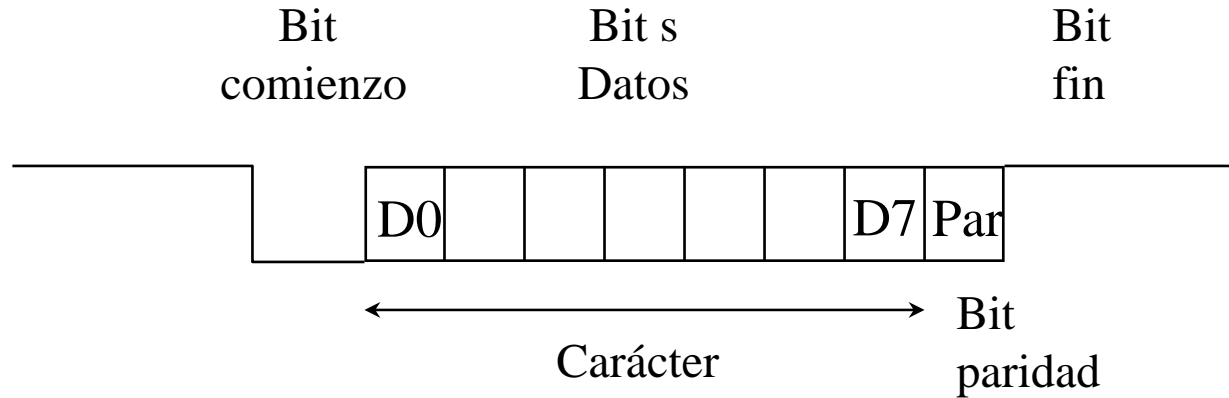 Bit
comienzo
Bit s
Datos
Bit
fin
D0
D7
Par
Carácter
Bit
paridad